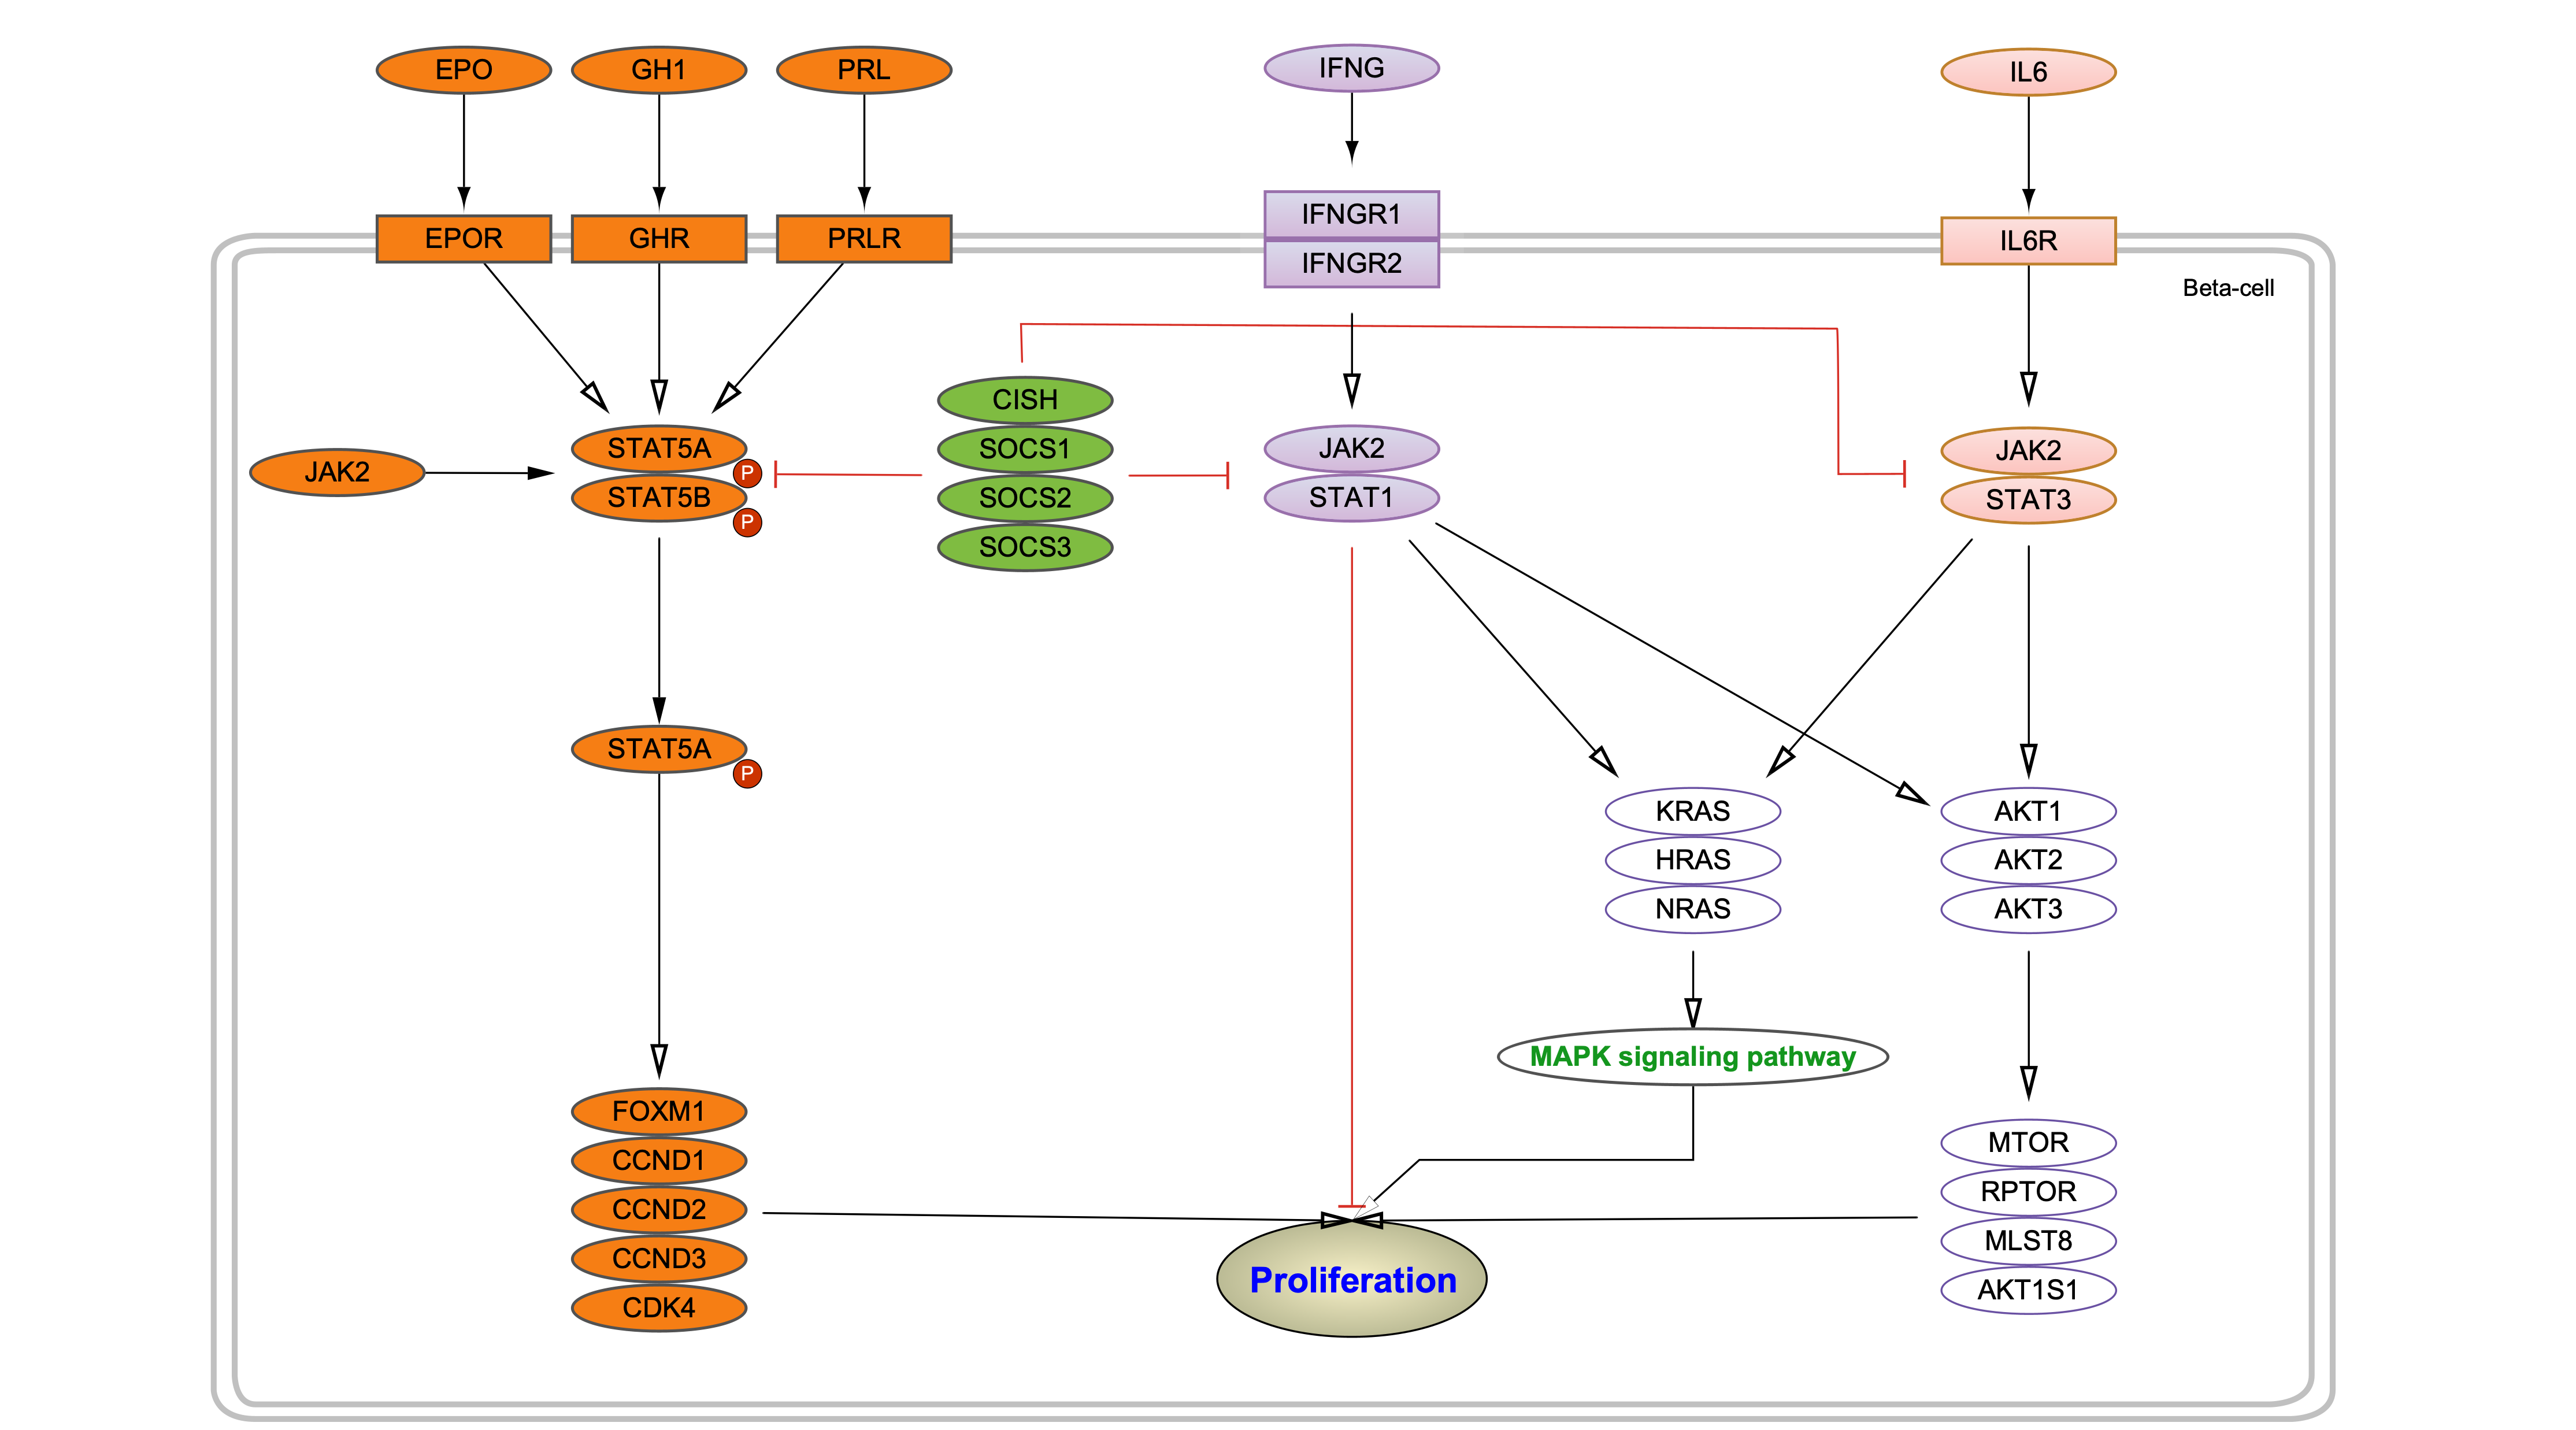 EPO
GH1
PRL
IFNG
IL6
EPOR
GHR
PRLR
IFNGR1
IFNGR2
IL6R
Beta-cell
CISH
SOCS1
SOCS2
SOCS3
JAK2
STAT5A
P
STAT5B
P
JAK2
STAT1
JAK2
STAT3
STAT5A
P
KRAS
HRAS
NRAS
AKT1
AKT2
AKT3
MAPK signaling pathway
FOXM1
CCND1
CCND2
CCND3
CDK4
Proliferation
MTOR
RPTOR
MLST8
AKT1S1